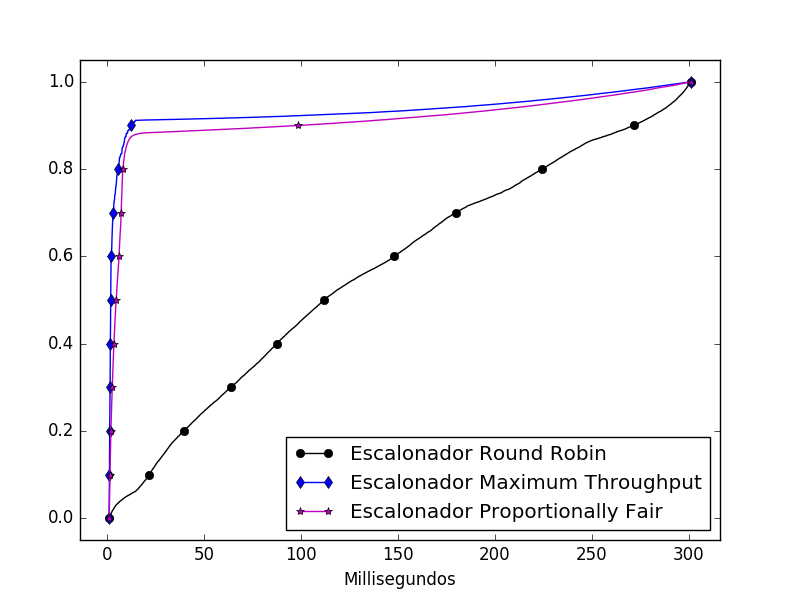 1.0
0.8
0.6
0.4
0.2
0.0
Escalonador Round Robin
Escalonador Maximum Throughput
Escalonador Proportionally Fair
0 50 100 150 200 250 300
Millisegundos